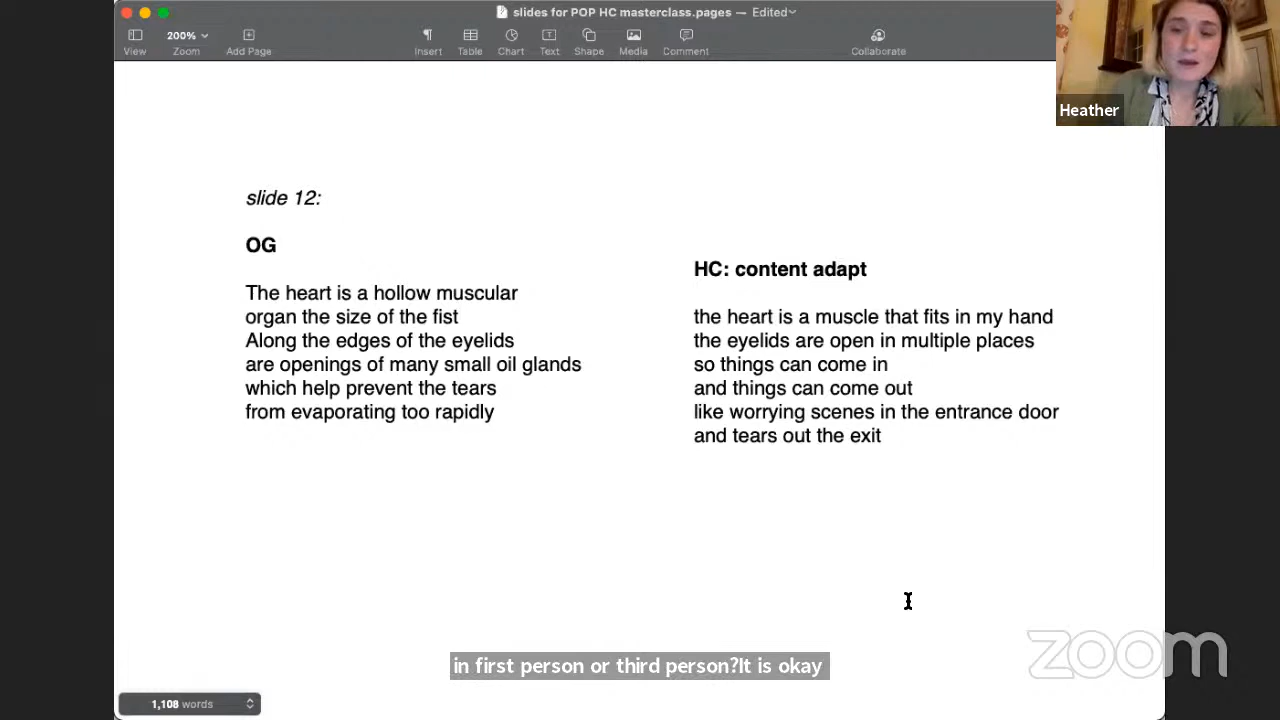 slides for POP HC masterclass.pages — Edited
200%
View
Zoom
Add Page
Insert
Table
Chart
Text
Shape
Media
Comment
Collaborate
Heather
slide 12:
OG
The heart is a hollow muscular
organ the size of the fist
Along the edges of the eyelids
are openings of many small oil glands
which help prevent the tears
from evaporating too rapidly
HC: content adapt
the heart is a muscle that fits in my hand
the eyelids are open in multiple places
so things can come in
and things can come out
like worrying scenes in the entrance door
and tears out the exit
in first person or third person?It is okay
zoom
1,108 words